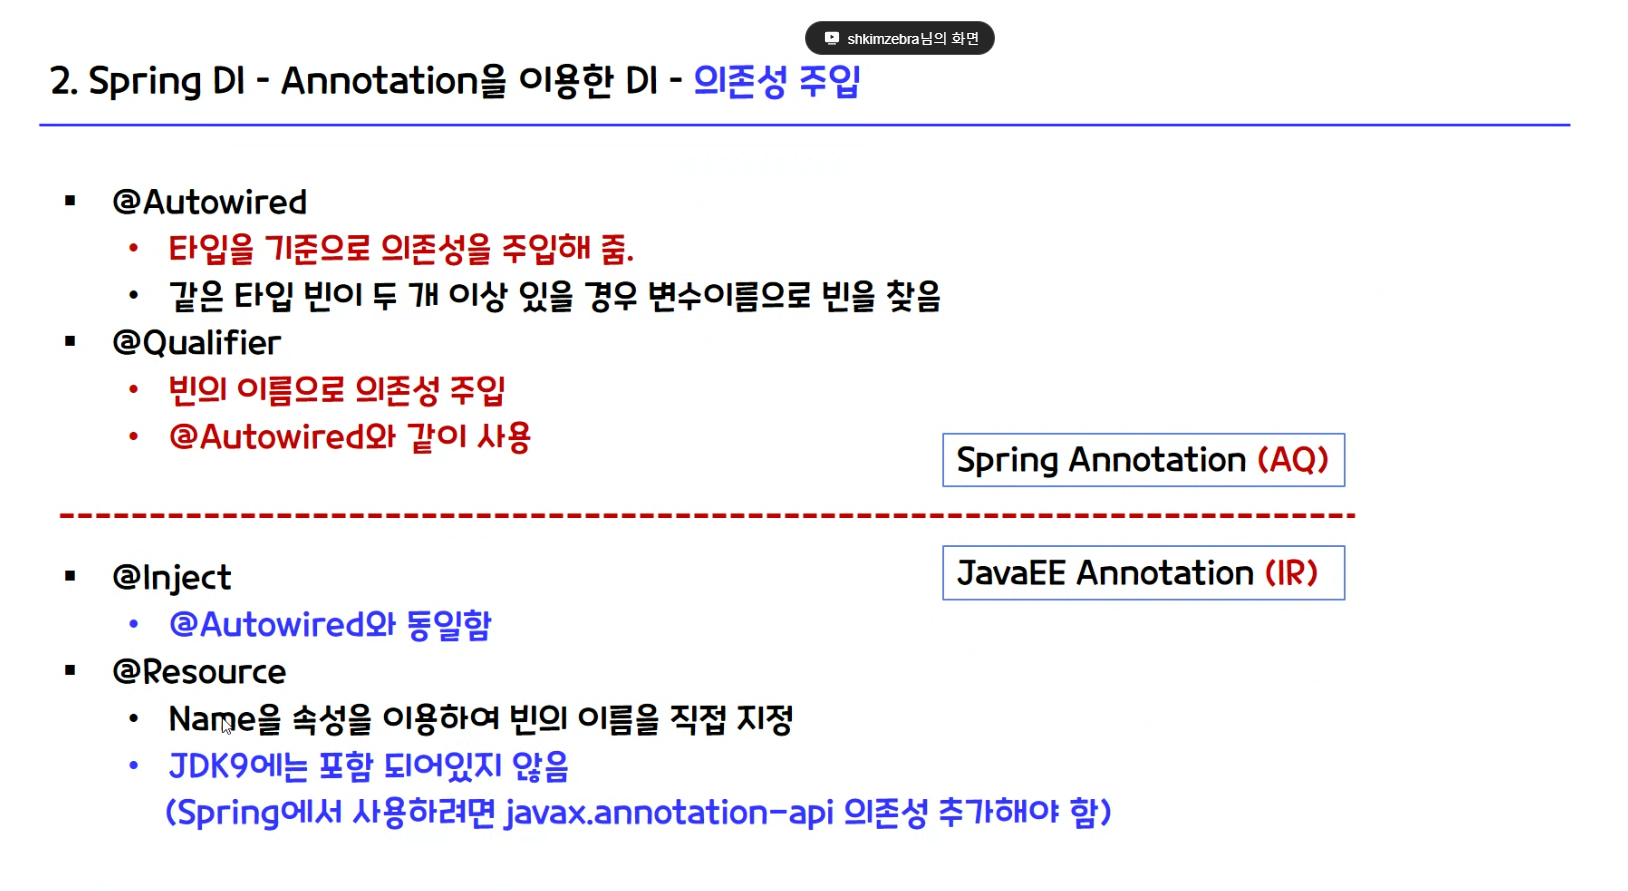 shkimzebra님의 화면
2. Spring DI - Annotation을 이용한 DI - 의존성 주입
▪ @Autowired
• 타입을 기준으로 의존성을 주입해 줌.
• 같은 타입 빈이 두 개 이상 있을 경우 변수이름으로 빈을 찾음
▪ @Qualifier
• 빈의 이름으로 의존성 주입
• @Autowired와 같이 사용
Spring Annotation (AQ)
JavaEE Annotation (IR)
▪ @Inject
• @Autowired와 동일함
▪ @Resource
• Name을 속성을 이용하여 빈의 이름을 직접 지정
• JDK9에는 포함 되어있지 않음
(Spring에서 사용하려면 javax.annotation-api 의존성 추가해야 함)